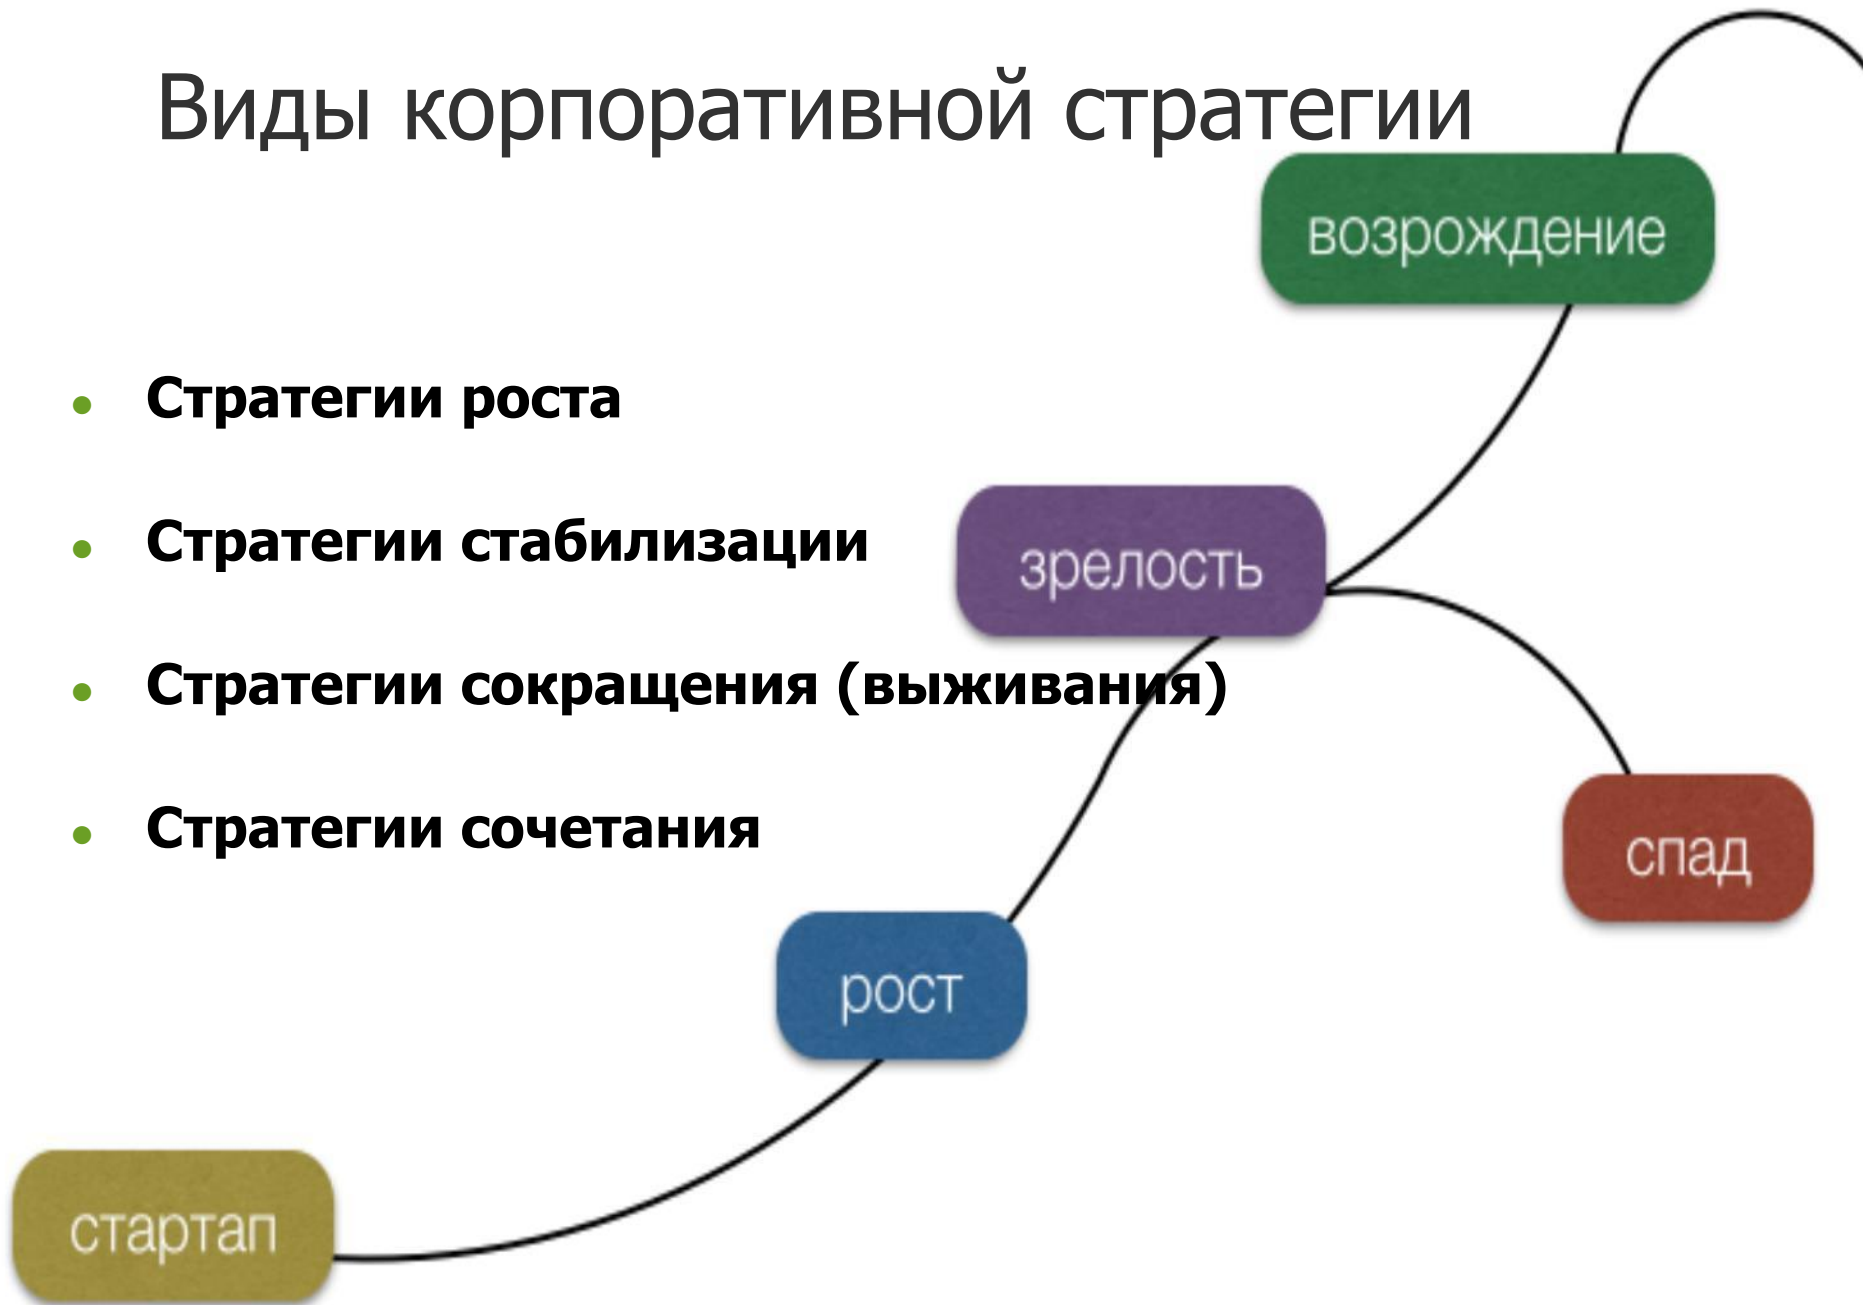 Виды корпоративной стратегии
возрождение
Стратегии роста
Стратегии стабилизации
зрелость
Стратегии сокращения (выживания)
Стратегии сочетания
спад
рост
стартап